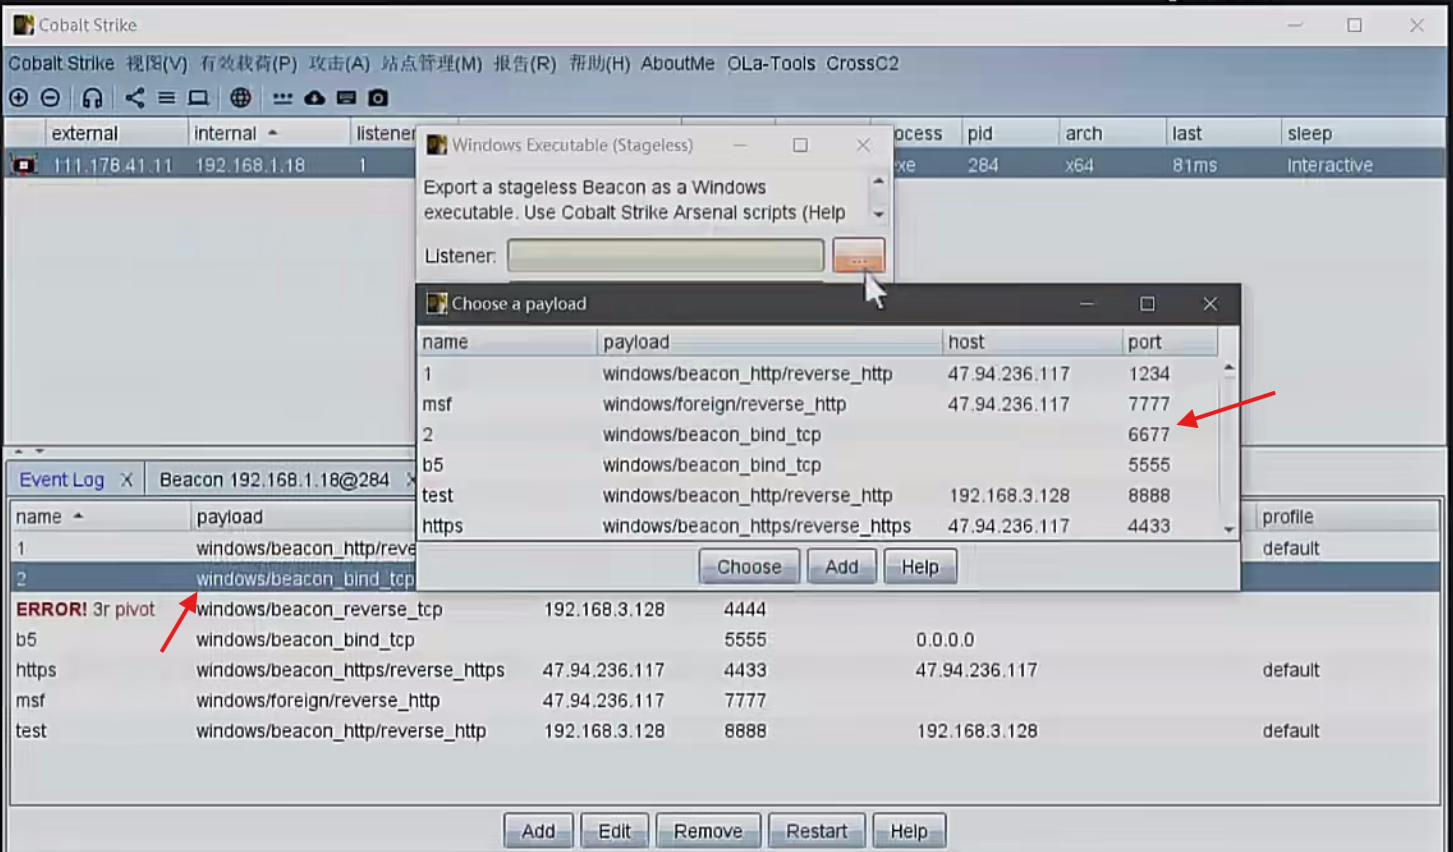 Cobalt Strike
Cobalt Strike 视图(V) 有效载荷(P) 攻击(A) 站点管理(M) 报告(R) 帮助(H) AboutMe OLa-Tools CrossC2
external internal listener ocess pid arch last sleep
111.178.41.11 192.168.1.18 1 xe 284 x64 81ms Interactive
Windows Executable (Stageless)
Export a stageless Beacon as a Windows
executable. Use Cobalt Strike Arsenal scripts (Help
Listener: ...
Choose a payload
name payload host port
1 windows/beacon_http/reverse_http 47.94.236.117 1234
msf windows/foreign/reverse_http 47.94.236.117 7777
2 windows/beacon_bind_tcp 6677
b5 windows/beacon_bind_tcp 5555
test windows/beacon_http/reverse_http 192.168.3.128 8888
https windows/beacon_https/reverse_https 47.94.236.117 4433
Choose Add Help
Event Log X Beacon 192.168.1.18@284 X
name payload profile
1 windows/beacon_http/reve default
2 windows/beacon_bind_tcp
ERROR! 3r pivot windows/beacon_reverse_tcp 192.168.3.128 4444
b5 windows/beacon_bind_tcp 5555 0.0.0.0
https windows/beacon_https/reverse_https 47.94.236.117 4433 47.94.236.117 default
msf windows/foreign/reverse_http 47.94.236.117 7777
test windows/beacon_http/reverse_http 192.168.3.128 8888 192.168.3.128 default
Add Edit Remove Restart Help